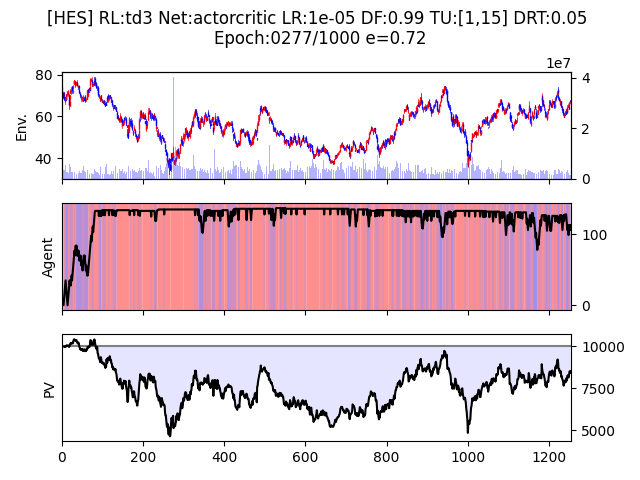 [HES] RL:td3 Net:actorcritic LR:1e-05 DF:0.99 TU:[1,15] DRT:0.05
Epoch:0277/1000 e=0.72
1e7
80
60
40
Env.
4
2
0
Agent
100
0
PV
10000
7500
5000
0 200 400 600 800 1000 1200